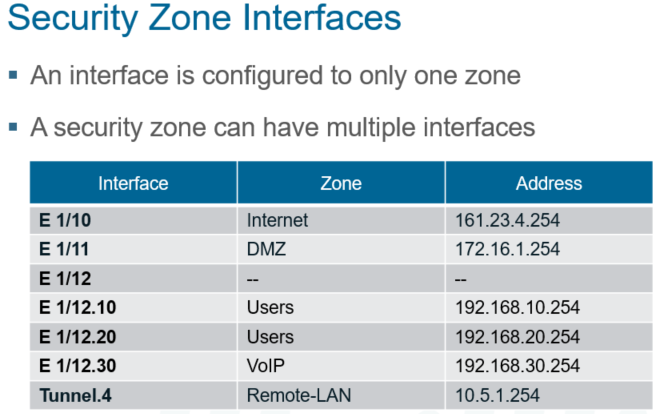 Security Zone Interfaces
▪ An interface is configured to only one zone
▪ A security zone can have multiple interfaces
Interface Zone Address
E 1/10 Internet 161.23.4.254
E 1/11 DMZ 172.16.1.254
E 1/12 -- --
E 1/12.10 Users 192.168.10.254
E 1/12.20 Users 192.168.20.254
E 1/12.30 VoIP 192.168.30.254
Tunnel.4 Remote-LAN 10.5.1.254